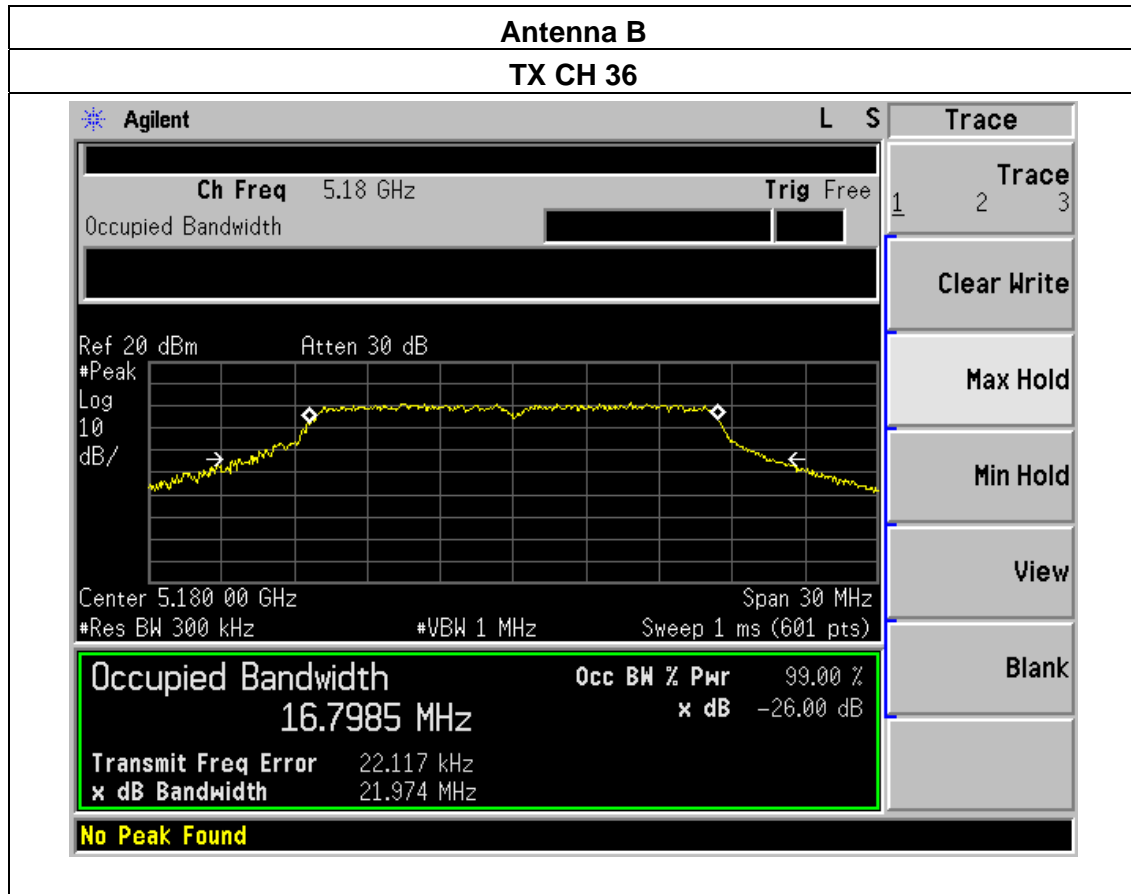 Antenna B
TX CH 36
Agilent L S Trace
Ch Freq 5.18 GHz Trig Free
Occupied Bandwidth
Trace
1 2 3
Clear Write
Max Hold
Min Hold
View
Blank
Ref 20 dBm Atten 30 dB
#Peak
Log
10
dB/
Center 5.180 00 GHz Span 30 MHz
#Res BW 300 kHz #VBW 1 MHz Sweep 1 ms (601 pts)
Occupied Bandwidth Occ BW % Pwr 99.00 %
16.7985 MHz x dB -26.00 dB
Transmit Freq Error 22.117 kHz
x dB Bandwidth 21.974 MHz
No Peak Found